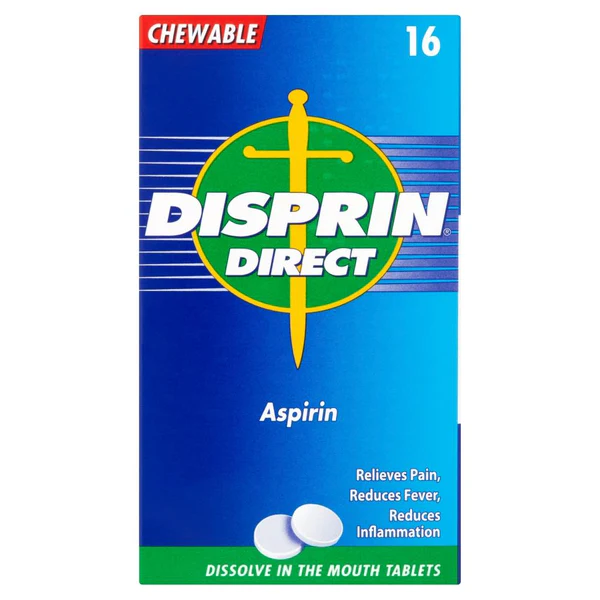 CHEWABLE
16
DISPRIN®
DIRECT
Aspirin
Relieves Pain,
Reduces Fever,
Reduces
Inflammation
DISSOLVE IN THE MOUTH TABLETS